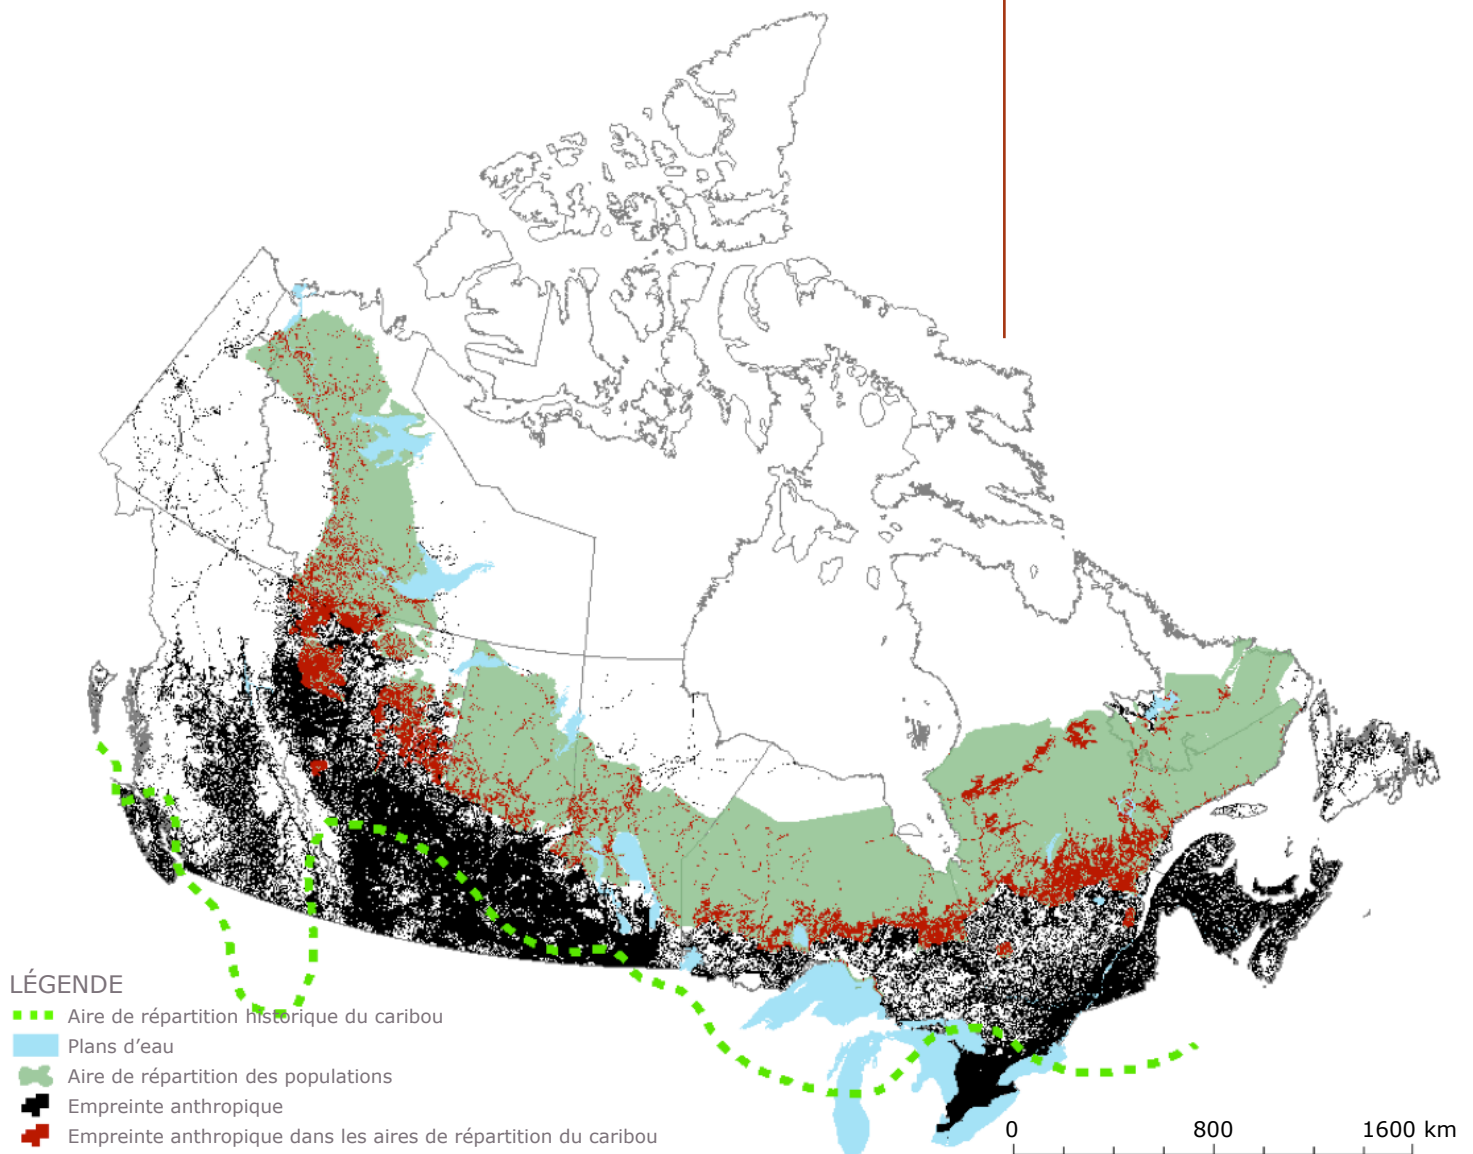 LÉGENDE
Aire de répartition historique du caribou
Plans d'eau
Aire de répartition des populations
Empreinte anthropique
Empreinte anthropique dans les aires de répartition du caribou
0 800 1600 km